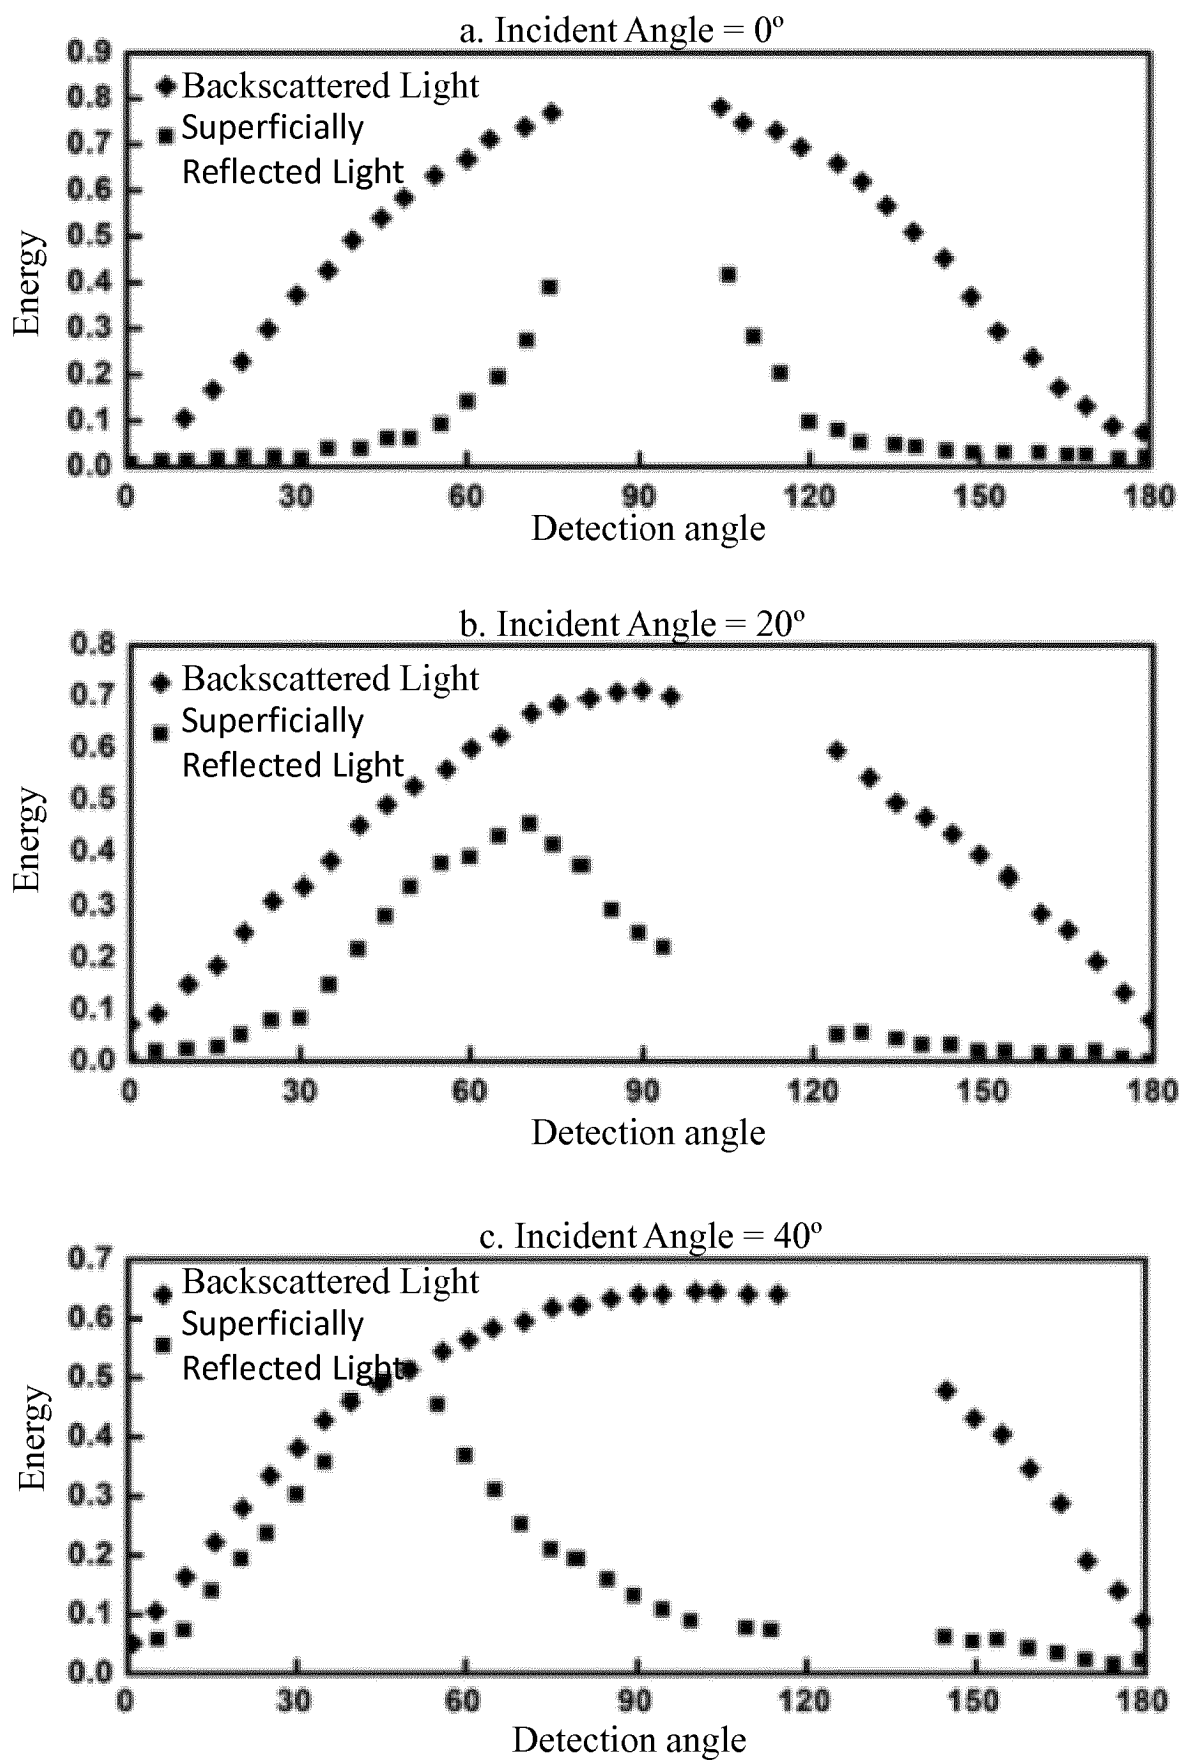 a. Incident Angle = 0º
0.9
0.8
0.7
0.6
0.5
0.4
0.3
0.2
0.1
0.0
Energy
Backscattered Light
Superficially
Reflected Light
0 30 60 90 120 150 180
Detection angle
b. Incident Angle = 20º
0.8
0.7
0.6
0.5
0.4
0.3
0.2
0.1
0.0
Energy
Backscattered Light
Superficially
Reflected Light
0 30 60 90 120 150 180
Detection angle
c. Incident Angle = 40º
0.7
0.6
0.5
0.4
0.3
0.2
0.1
0.0
Energy
Backscattered Light
Superficially
Reflected Light
0 30 60 90 120 150 180
Detection angle